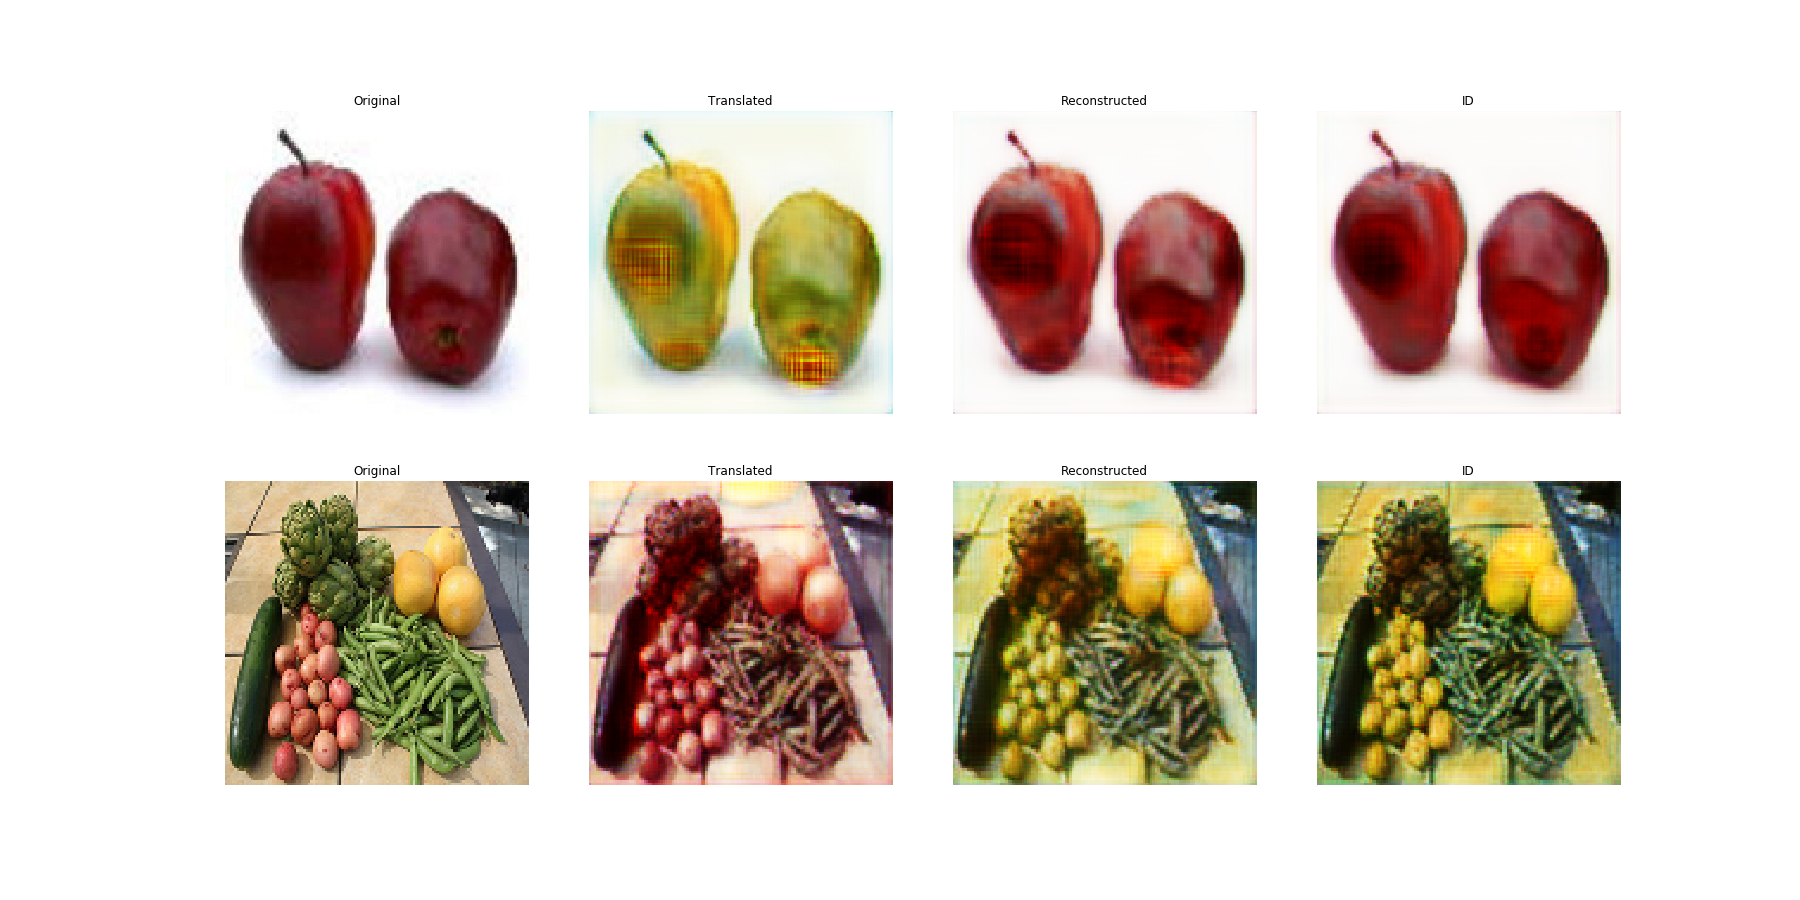 Original
Translated
Reconstructed
ID
Original
Translated
Reconstructed
ID